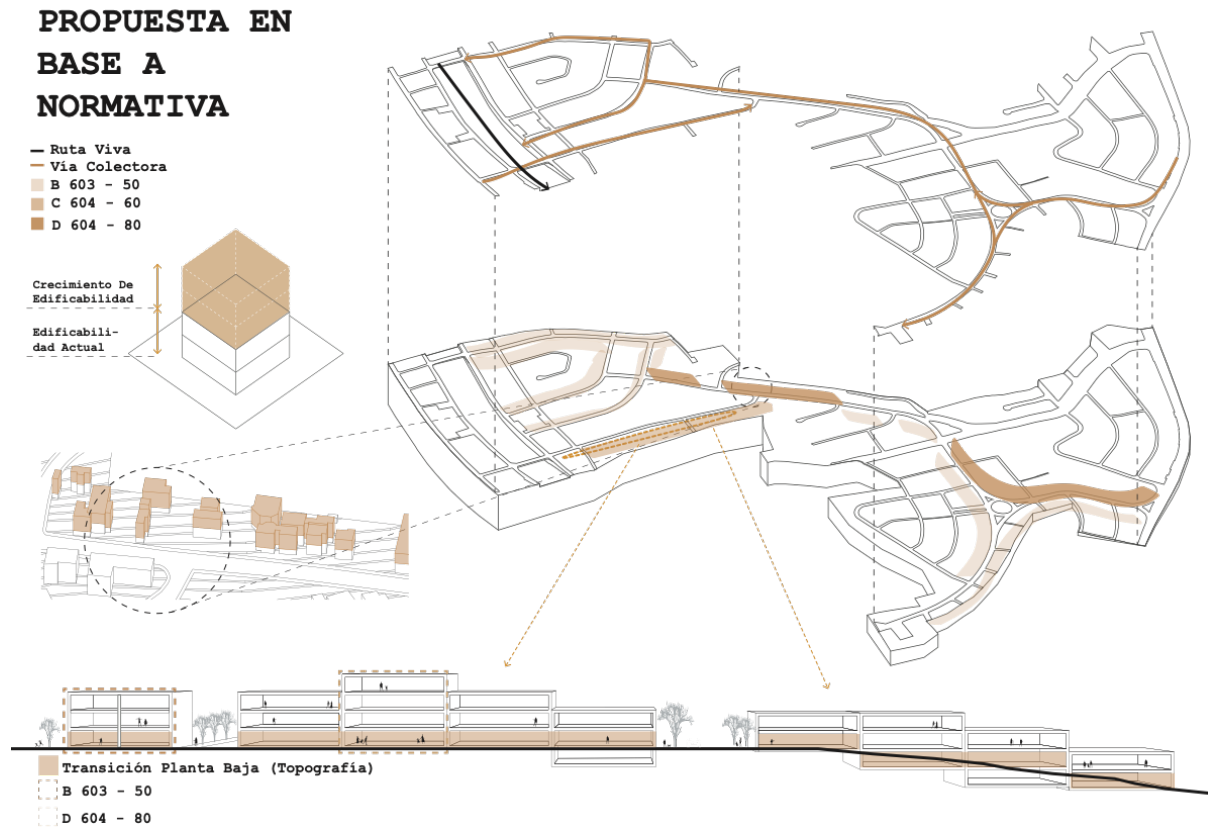 PROPUESTA EN
BASE A
NORMATIVA
Ruta Viva
Vía Colectora
B 603 - 50
C 604 - 60
D 604 - 80
Crecimiento De
Edificabilidad
Edificabili-
dad Actual
Transición Planta Baja (Topografía)
B 603 - 50
D 604 - 80